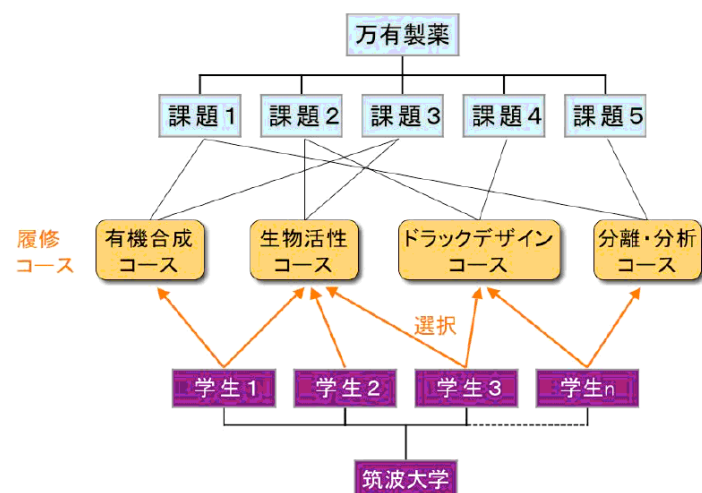 万有製薬
課題1
課題2
課題3
課題4
課題5
履修
コース
有機合成
コース
生物活性
コース
ドラックデザイン
コース
分離・分析
コース
選択
学生1
学生2
学生3
学生n
筑波大学